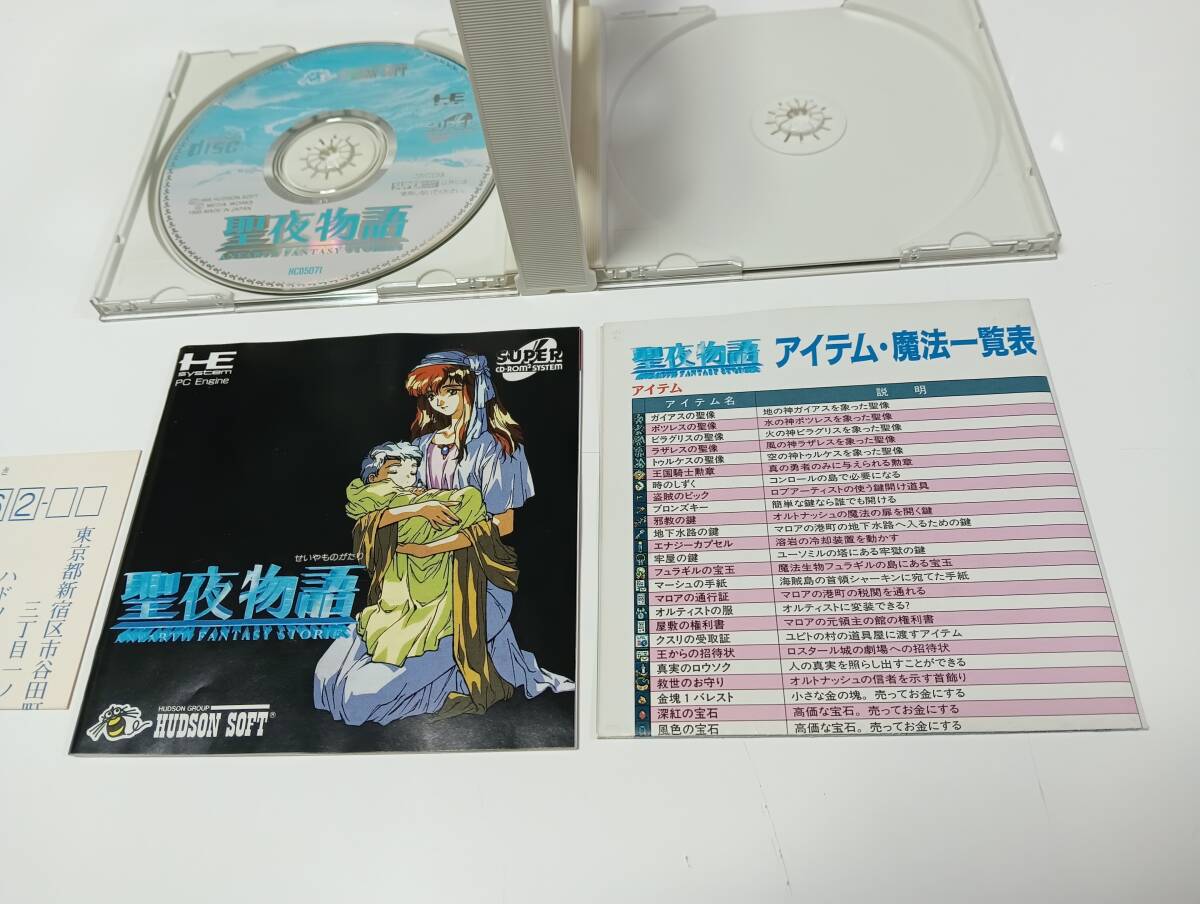 HUDSON SOFT
HE
SUPER
disc
このCDは
SUPER
HUDSON SOFT
MEDIA WORKS
1995 MADE IN JAPAN
聖夜物語
ANEARTH FANTASY STORIES
HCD5071
HE
system
PC Engine
SUPER
CD-ROM² SYSTEM
せいやものがたり
聖夜物語
ANEARTH FANTASY STORIES
HUDSON GROUP
HUDSON SOFT®
き
62-
東京都新宿区市谷田町
三丁目一ノ
ハドソ
聖夜物語
ANEARTH FANTASY STORIES
アイテム・魔法一覧表
アイテム
アイテム名 説明
ガイアスの聖像 地の神ガイアスを象った聖像
ポツレスの聖像 水の神ポツレスを象った聖像
ビラグリスの聖像 火の神ビラグリスを象った聖像
ラザレスの聖像 風の神ラザレスを象った聖像
トゥルケスの聖像 空の神トゥルケスを象った聖像
王国騎士勲章 真の勇者のみに与えられる勲章
時のしずく コンロールの島で必要になる
盗賊のピック ロブアーティストの使う鍵開け道具
ブロンズキー 簡単な鍵なら誰でも開ける
邪教の鍵 オルトナッシュの魔法の扉を開く鍵
地下水路の鍵 マロアの港町の地下水路へ入るための鍵
エナジーカプセル 溶岩の冷却装置を動かす
牢屋の鍵 ユーソミルの塔にある牢獄の鍵
フュラギルの宝玉 魔法生物フュラギルの島にある宝玉
マーシュの手紙 海賊島の首領シャーキンに宛てた手紙
マロアの通行証 マロアの港町の税関を通れる
オルティストの服 オルティストに変装できる?
屋敷の権利書 マロアの元領主の館の権利書
クスリの受取証 ユピトの村の道具屋に渡すアイテム
王からの招待状 ロスタール城の劇場への招待状
真実のロウソク 人の真実を照らし出すことができる
救世のお守り オルトナッシュの信者を示す首飾り
金塊1バレスト 小さな金の塊。売ってお金にする
深紅の宝石 高価な宝石。売ってお金にする
風色の宝石 高価な宝石。売ってお金にする